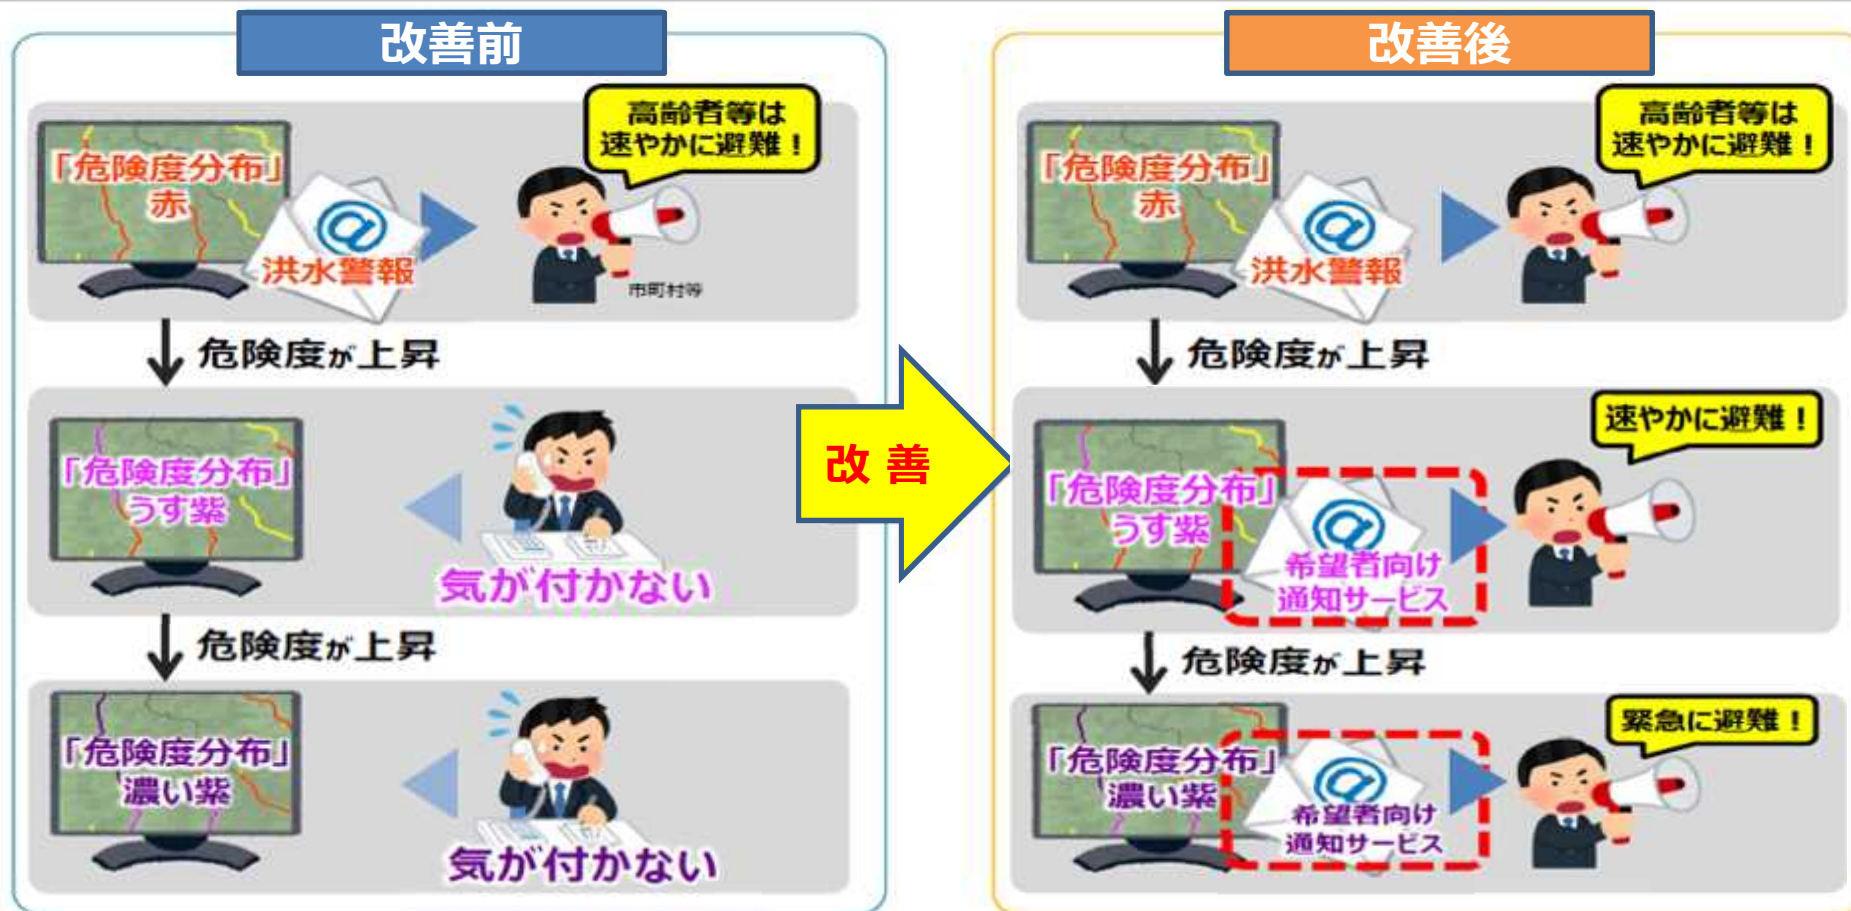 改善前
高齢者等は
速やかに避難！
「危険度分布」
赤
@
洪水警報
市町村等
危険度が上昇
「危険度分布」
うす紫
気が付かない
危険度が上昇
「危険度分布」
濃い紫
気が付かない
改善
改善後
高齢者等は
速やかに避難！
「危険度分布」
赤
@
洪水警報
危険度が上昇
速やかに避難！
「危険度分布」
うす紫
@
希望者向け
通知サービス
危険度が上昇
緊急に避難！
「危険度分布」
濃い紫
@
希望者向け
通知サービス